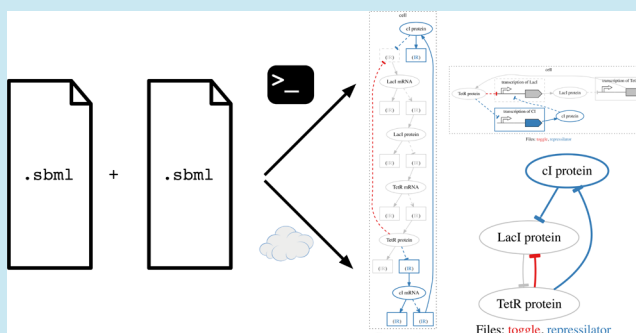 .sbml
+
.sbml
>_
cell
cI protein
LacI mRNA
LacI protein
TetR mRNA
TetR protein
cI mRNA
cell
transcription of LacI
TetR protein
LacI protein
transcription of CI
cI protein
Files: toggle, repressilator
cI protein
LacI protein
TetR protein
Files: toggle, repressilator